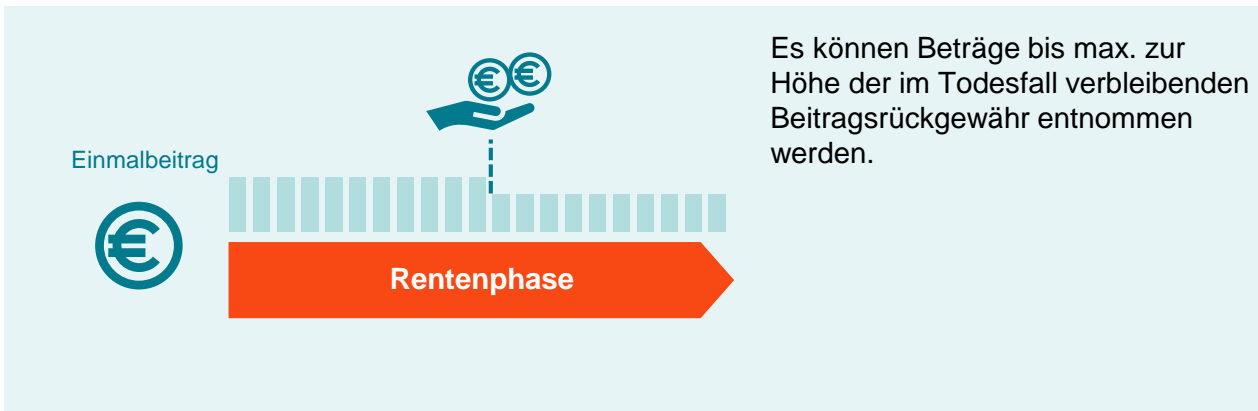 Es können Beträge bis max. zur
Höhe der im Todesfall verbleibenden
Beitragsrückgewähr entnommen
werden.
Einmalbeitrag
Rentenphase